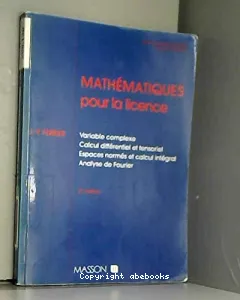 MATHÉMATIQUES
pour la licence
Variable complexe
Calcul différentiel et tensoriel
Espaces normés et calcul intégral
Analyse de Fourier
MASSON
Copyright
abebooks.com